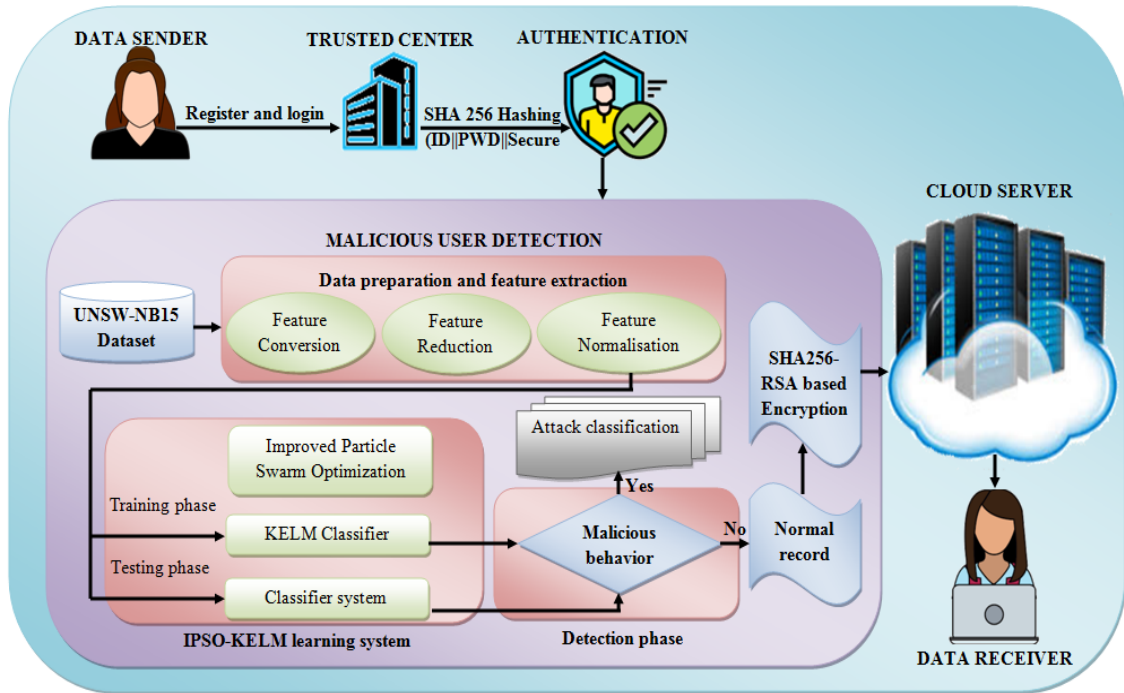 DATA SENDER
TRUSTED CENTER
AUTHENTICATION
Register and login
SHA 256 Hashing
(ID||PWD||Secure
CLOUD SERVER
MALICIOUS USER DETECTION
Data preparation and feature extraction
UNSW-NB15
Dataset
Feature
Conversion
Feature
Reduction
Feature
Normalisation
SHA256-
RSA based
Encryption
Attack classification
Improved Particle
Swarm Optimization
Yes
Training phase
KELM Classifier
Malicious
behavior
No
Normal
record
Testing phase
Classifier system
IPSO-KELM learning system
Detection phase
DATA RECEIVER